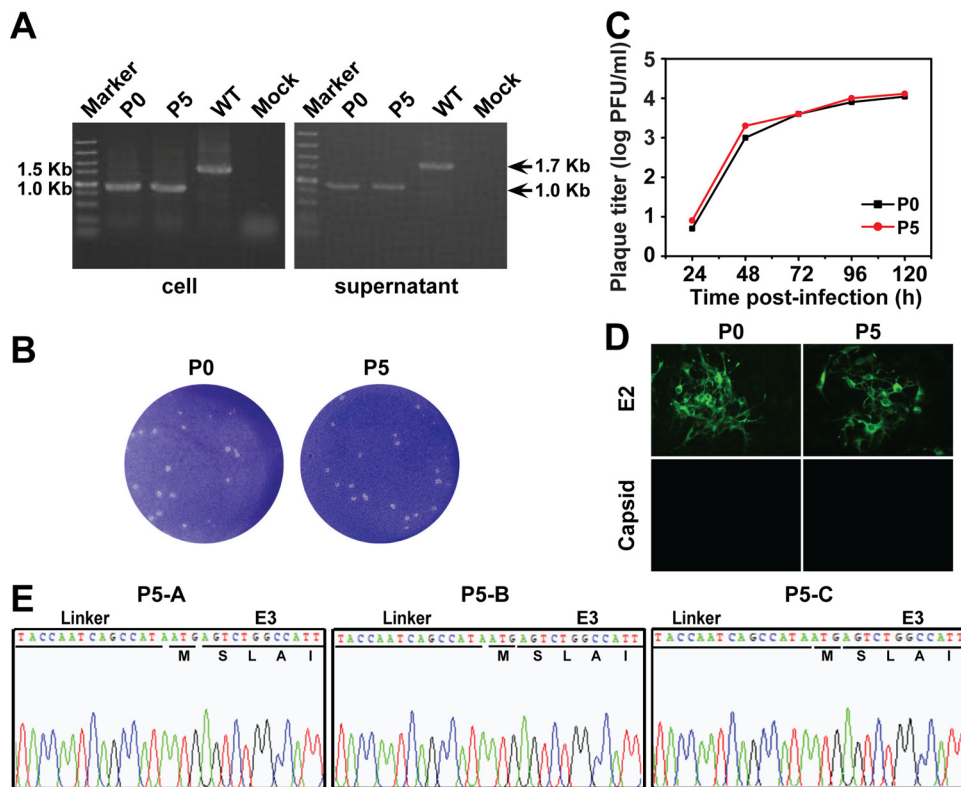 A
Marker P0 P5 WT Mock
Marker P0 P5 WT Mock
1.5 Kb
1.0 Kb
1.7 Kb
1.0 Kb
cell
supernatant
B
P0
P5
C
Plaque titer (log PFU/ml)
5
4
3
2
1
0
P0
P5
24 48 72 96 120
Time post-infection (h)
D
P0 P5
E2
Capsid
E
P5-A
Linker E3
TACCAATCAGCCATAATGAGTCTGGCCATT
M S L A I
P5-B
Linker E3
TACCAATCAGCCATAATGAGTCTGGCCATT
M S L A I
P5-C
Linker E3
TACCAATCAGCCATAATGAGTCTGGCCATT
M S L A I